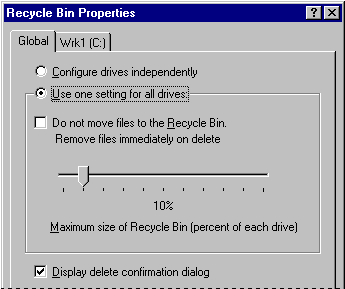 Recycle Bin Properties
Global
Wrk1 (C:)
Configure drives independently
Use one setting for all drives:
Do not move files to the Recycle Bin.
Remove files immediately on delete
10%
Maximum size of Recycle Bin (percent of each drive)
Display delete confirmation dialog